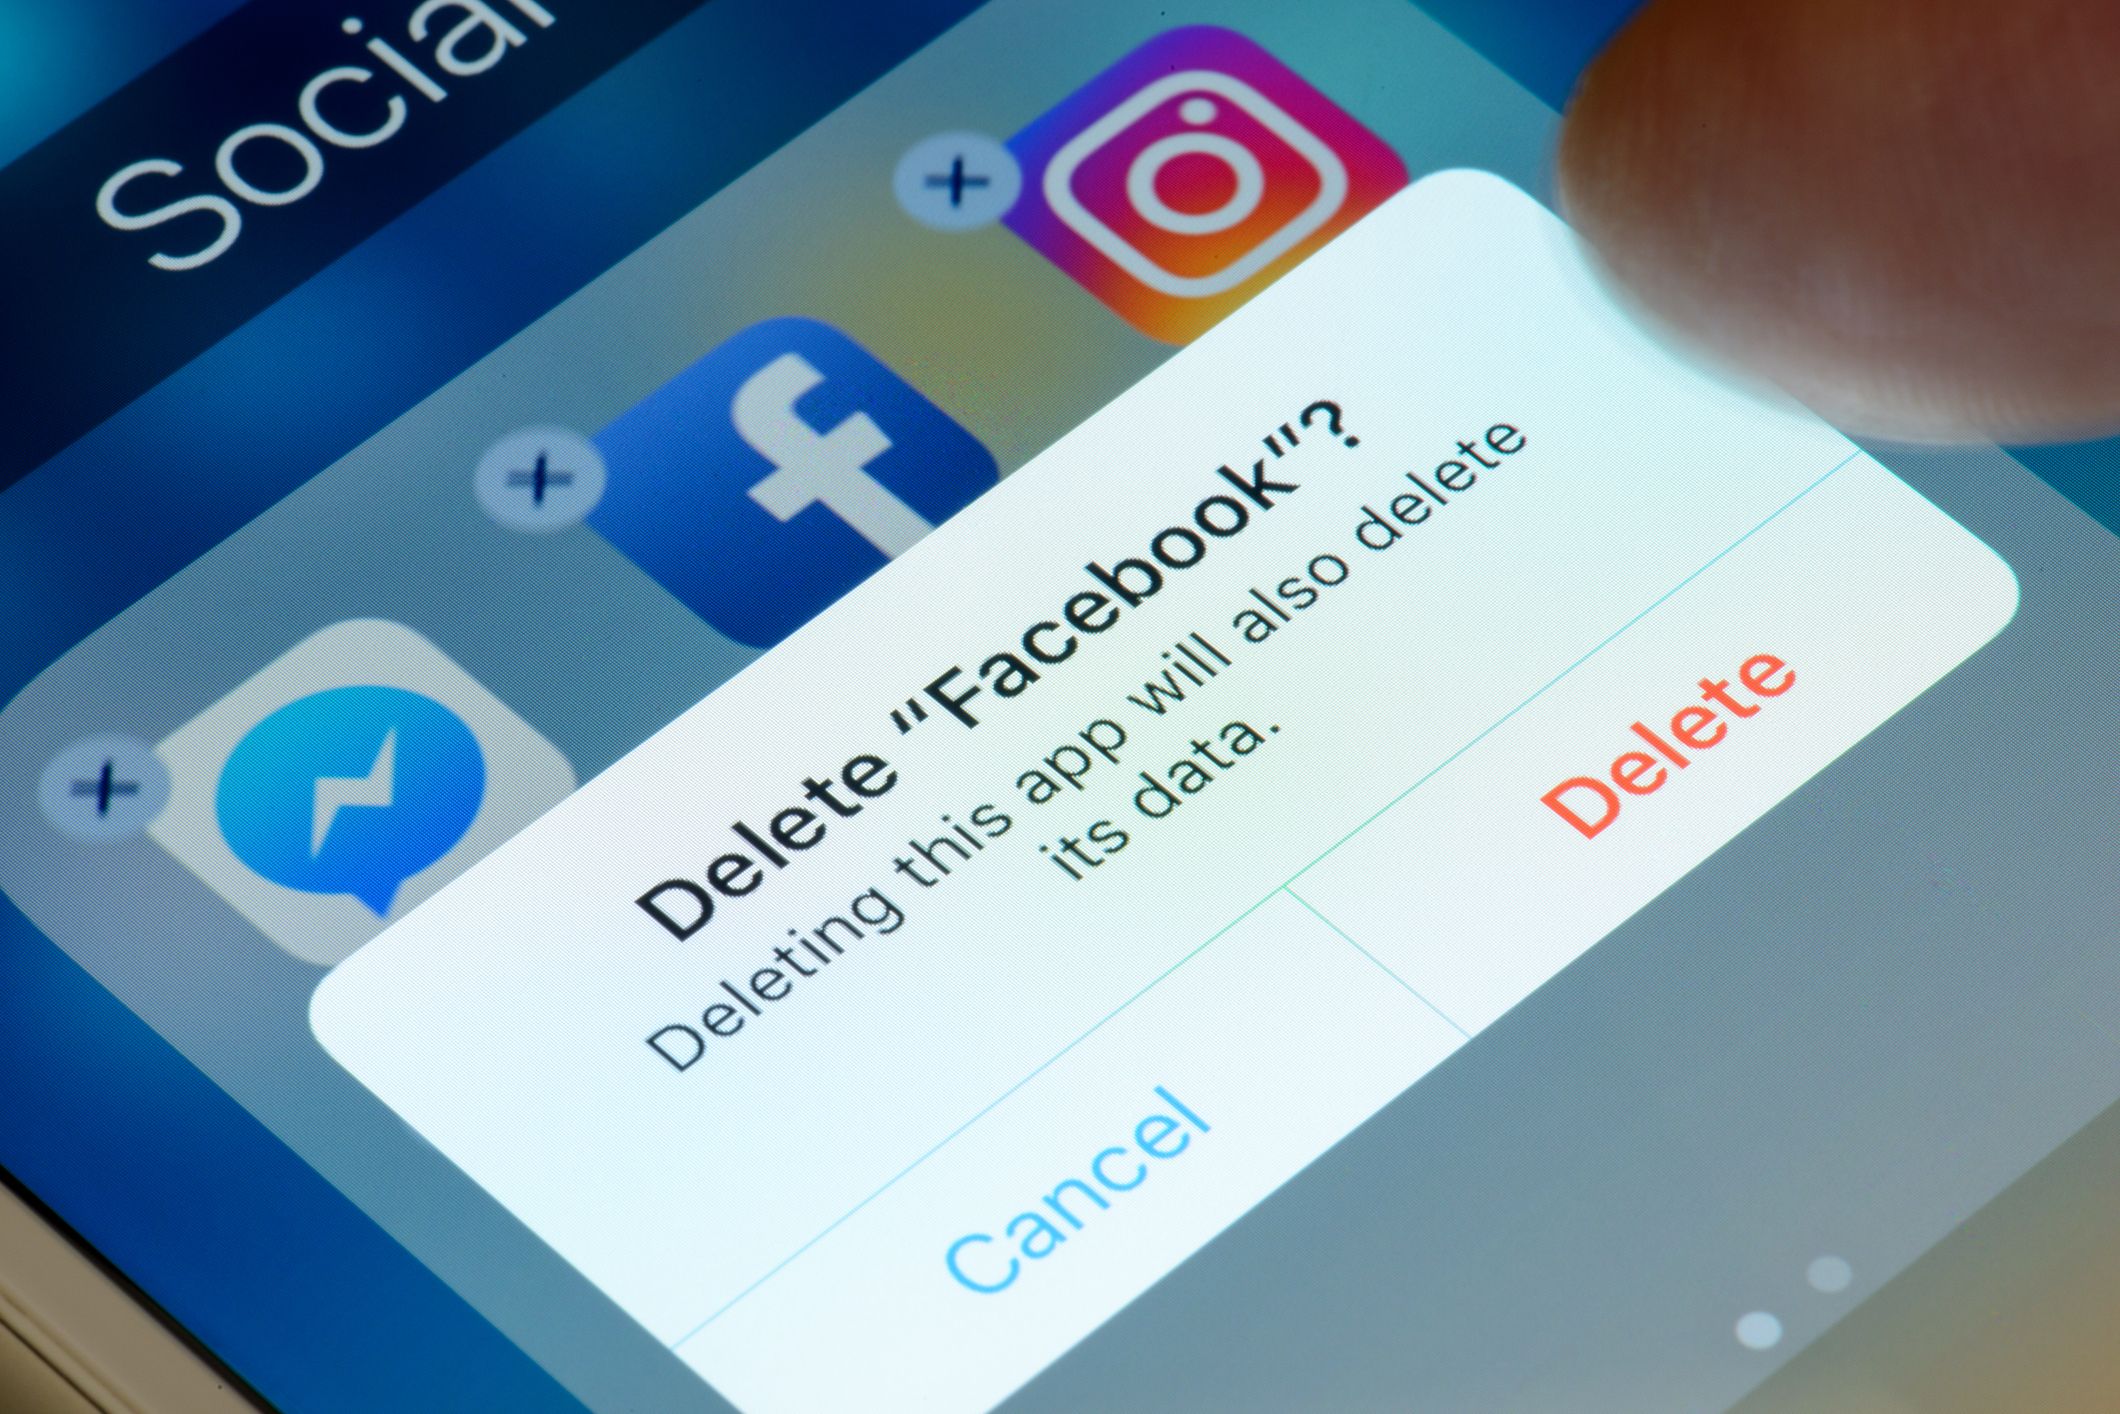 Social
Delete "Facebook"?
Deleting this app will also delete
its data.
Cancel
Delete